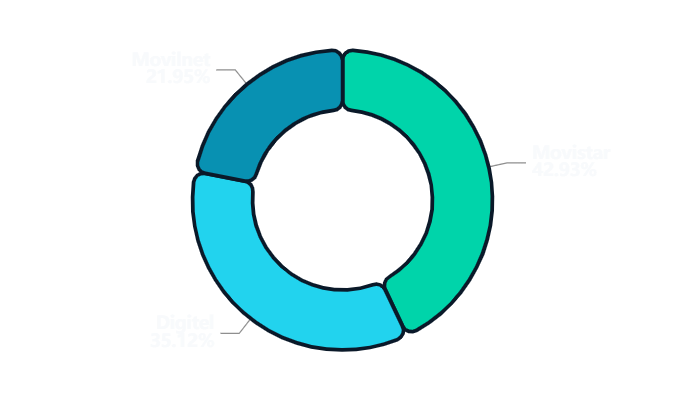 Movilnet
21.95%
Movistar
42.93%
Digitel
35.12%